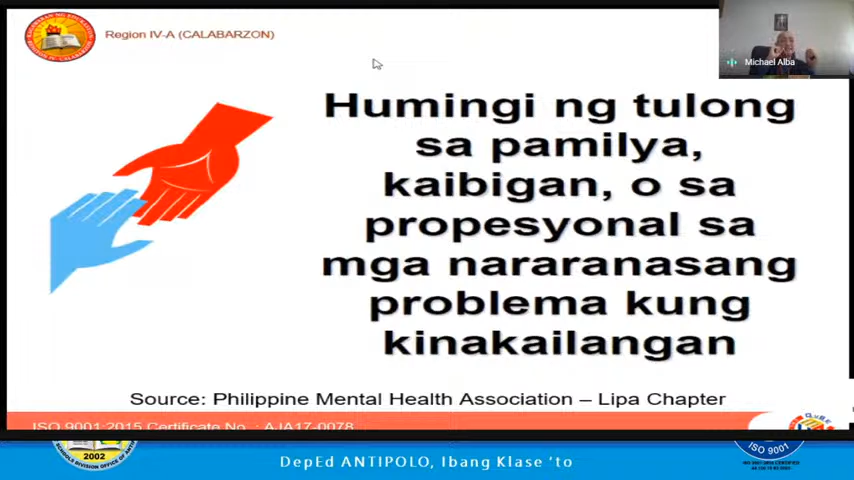 Region IV-A (CALABARZON)
Michael Alba
Humingi ng tulong
sa pamilya,
kaibigan, o sa
propesyonal sa
mga nararanasang
problema kung
kinakailangan
Source: Philippine Mental Health Association – Lipa Chapter
ISO 9001:2015 Certificate No. : AJA17-0078
2002
ISO 9001
DepEd ANTIPOLO, Ibang Klase 'to